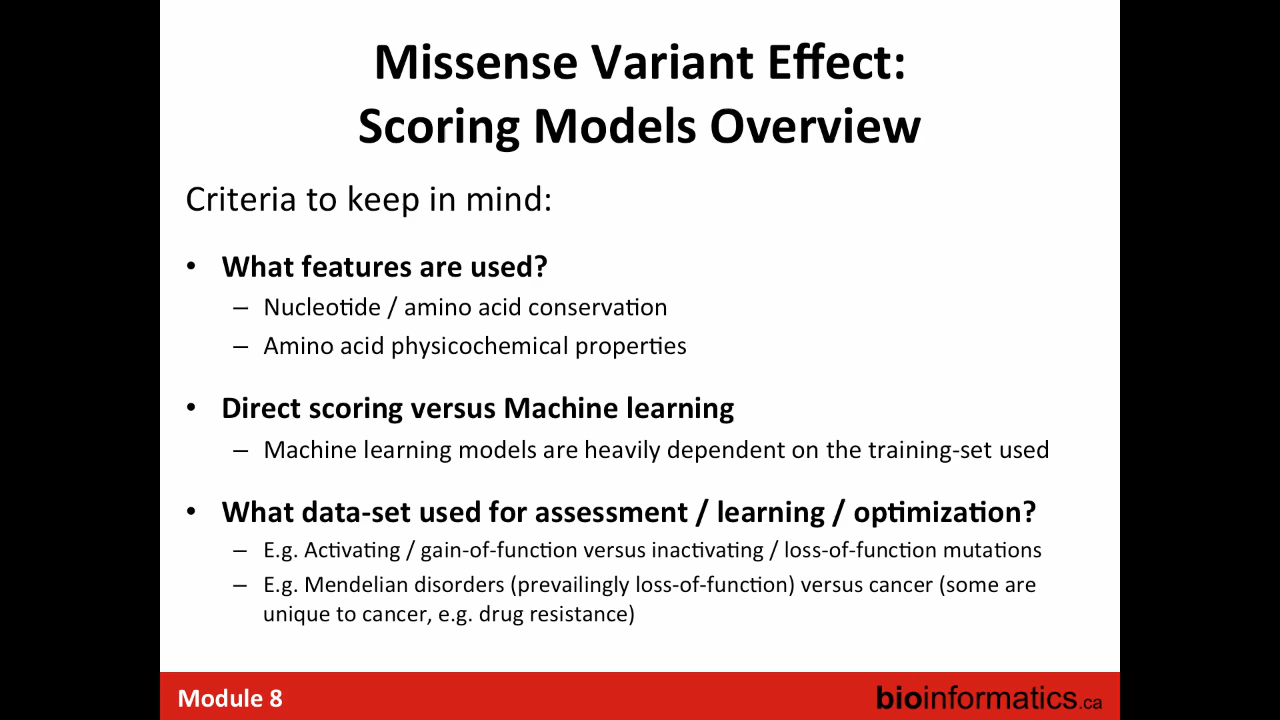 Missense Variant Effect:
Scoring Models Overview
Criteria to keep in mind:
• What features are used?
– Nucleotide / amino acid conservation
– Amino acid physicochemical properties
• Direct scoring versus Machine learning
– Machine learning models are heavily dependent on the training-set used
• What data-set used for assessment / learning / optimization?
– E.g. Activating / gain-of-function versus inactivating / loss-of-function mutations
– E.g. Mendelian disorders (prevailingly loss-of-function) versus cancer (some are
unique to cancer, e.g. drug resistance)
Module 8
bioinformatics.ca